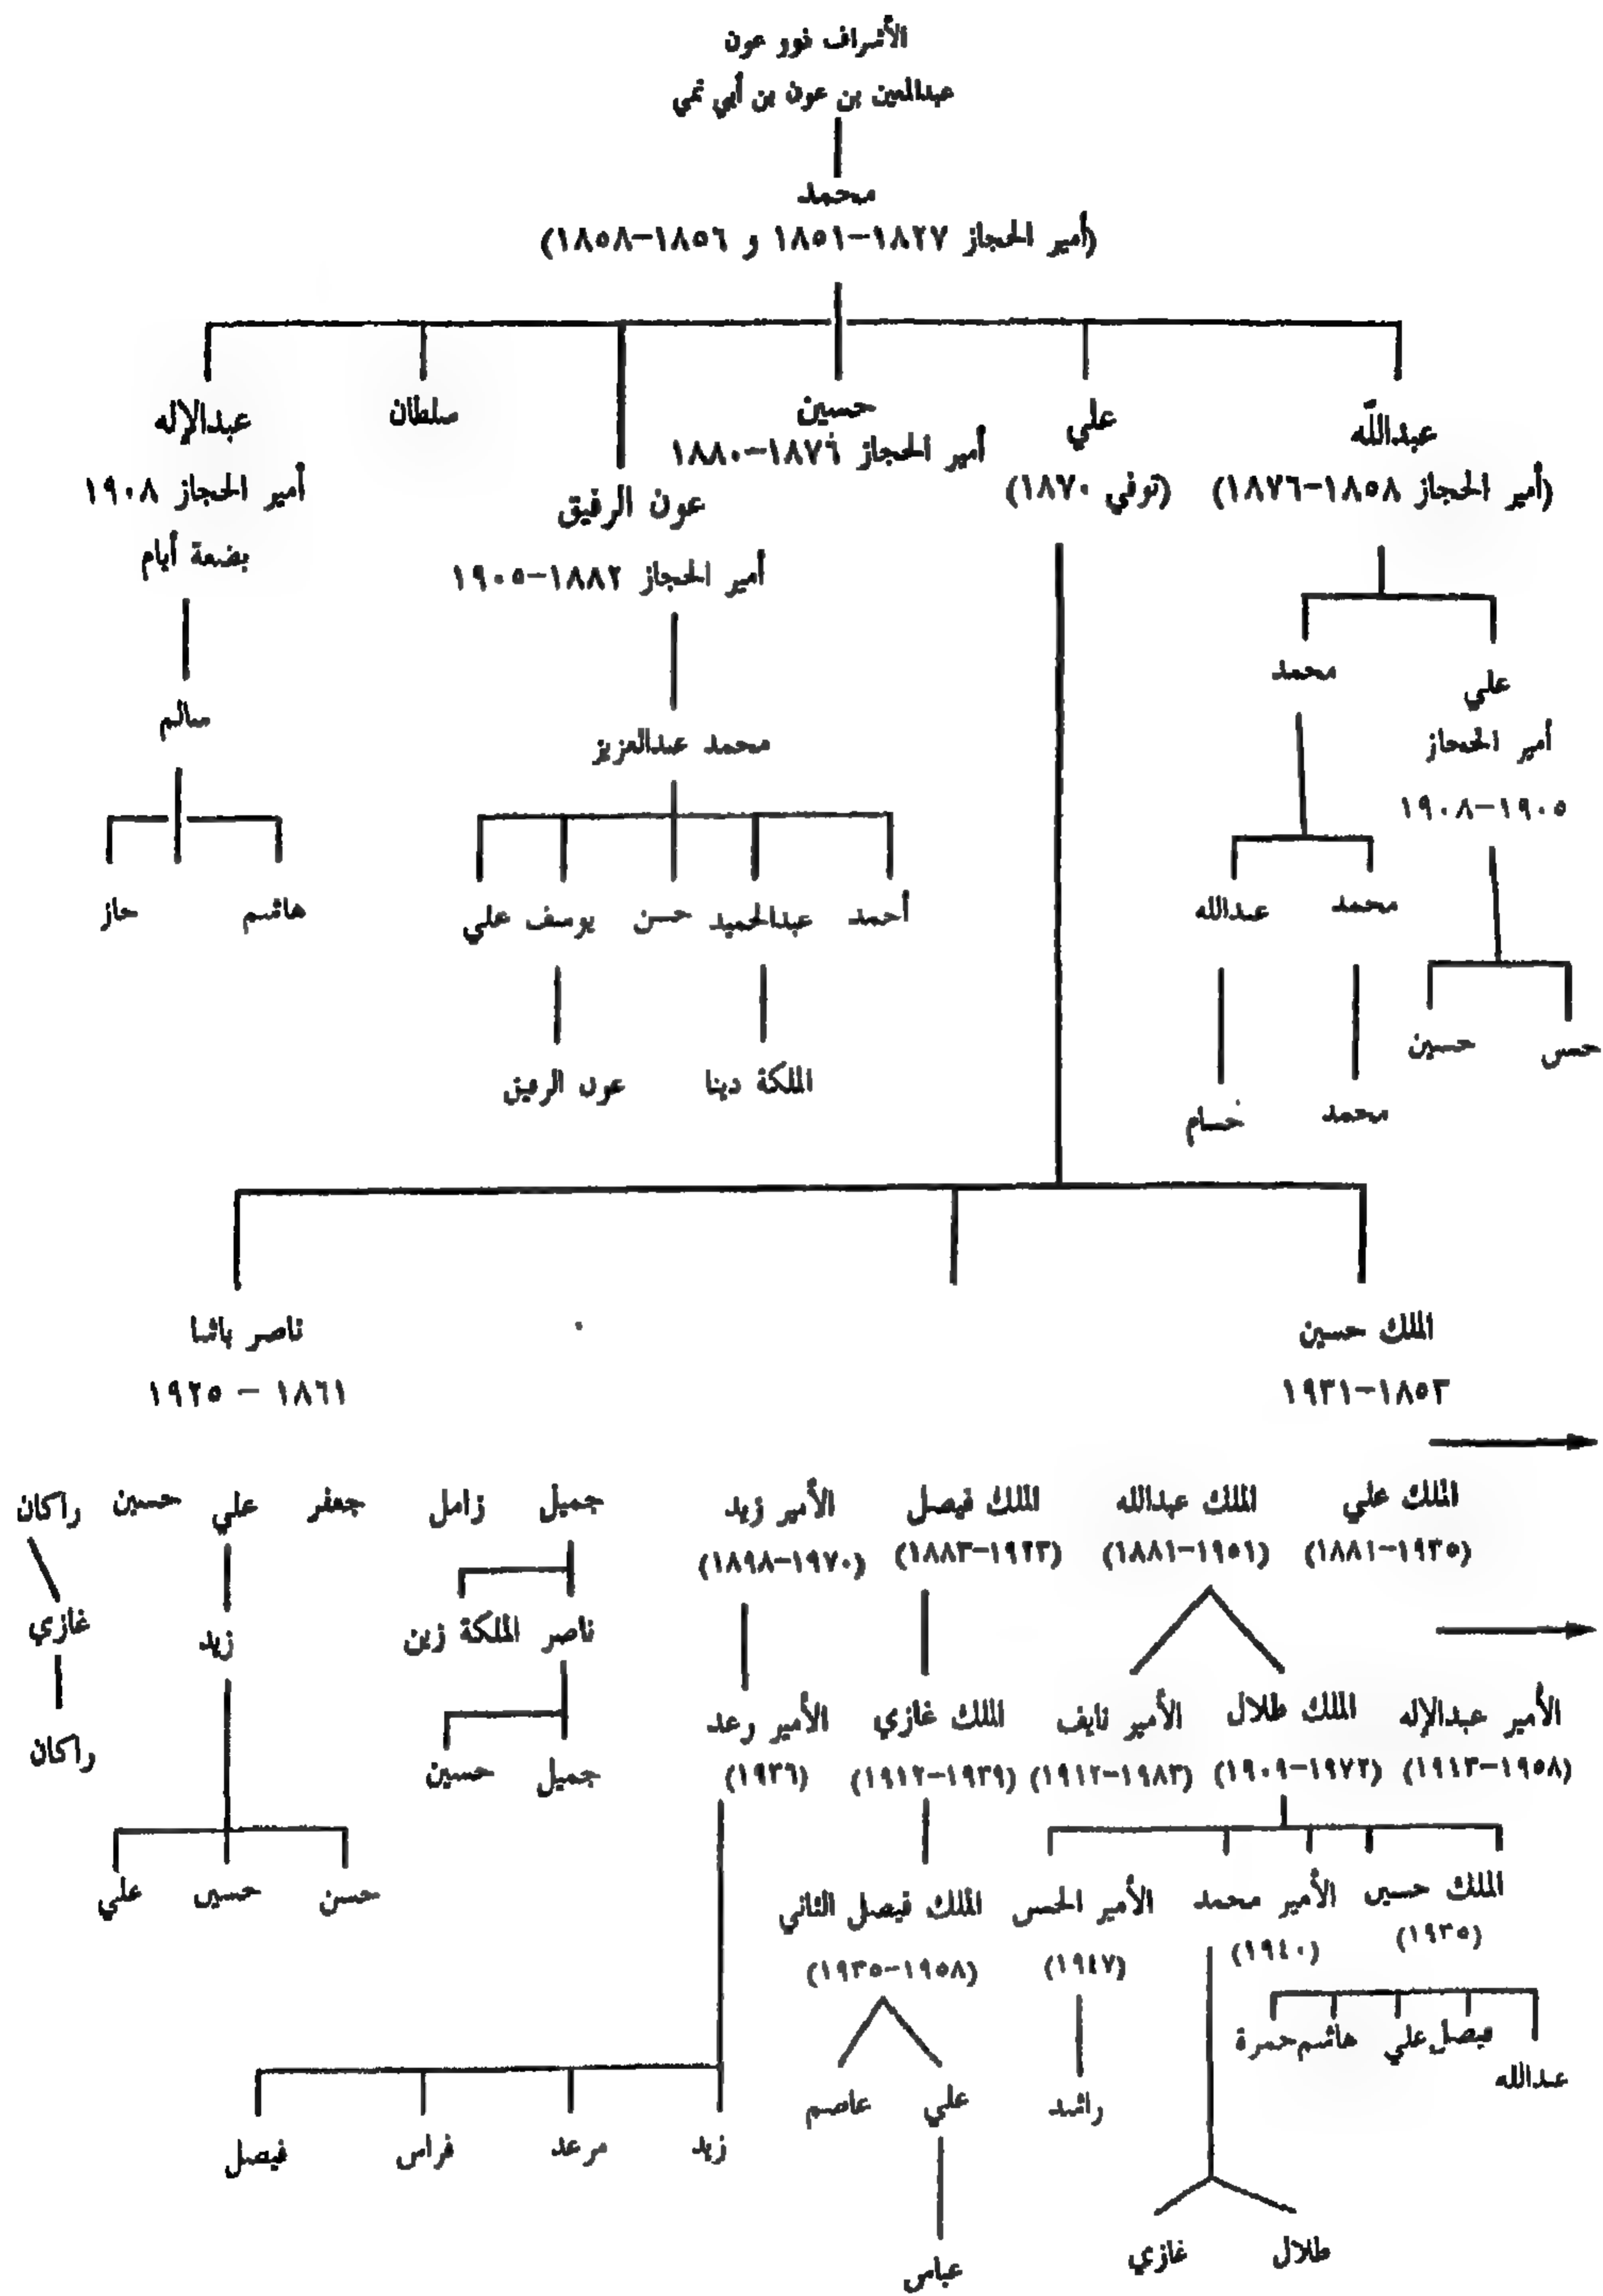 الأشراف ذوو عون
عبدالمعين بن عون بن أبي نمي
محمد
(أمير الحجاز ١٨٢٧-١٨٥١ و ١٨٥٦-١٨٥٨)
عبدالله
(أمير الحجاز ١٨٥٨-١٨٧٦)
علي
(توفي ١٨٧٠)
حسين
أمير الحجاز ١٨٧٦-١٨٨٠
عون الرفيق
أمير الحجاز ١٨٨٢-١٩٠٥
سلطان
عبدالإله
أمير الحجاز ١٩٠٨
بضعة أيام
علي
أمير الحجاز
١٩٠٥-١٩٠٨
محمد
محمد عبدالعزيز
سالم
محمد عبدالله
أحمد عبدالحميد حسن يوسف علي
هاشم حاز
حسن حسين
محمد حسام
الملكة دينا عون الرفيق
الملك حسين
١٨٥٣-١٩٣١
ناصر باشا
١٨٦١ - ١٩٢٥
الملك علي الملك عبدالله الملك فيصل الأمير زيد جميل زامل جعفر علي حسين راكان
(١٨٨١-١٩٣٥) (١٨٨١-١٩٥١) (١٨٨٣-١٩٣٣) (١٨٩٨-١٩٧٠)
ناصر الملكة زين زيد غازي
الأمير عبدالإله الملك طلال الأمير نايف الملك غازي الأمير رعد جميل حسين راكان
(١٩١٣-١٩٥٨) (١٩٠٩-١٩٧٢) (١٩١٢-١٩٨٣) (١٩١٢-١٩٣٩) (١٩٣٦)
الملك حسين الأمير محمد الأمير الحسن الملك فيصل الثاني حسن حسين علي
(١٩٣٥) (١٩٤٠) (١٩٤٧) (١٩٣٥-١٩٥٨)
عبدالله فيصل علي هاشم حمزة
راشد علي عاصم
زيد مرعد فراس فيصل
طلال غازي عباس